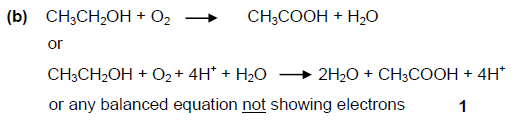 (b) CH₃CH₂OH + O₂ ⟶ CH₃COOH + H₂O
or
CH₃CH₂OH + O₂ + 4H⁺ + H₂O ⟶ 2H₂O + CH₃COOH + 4H⁺
or any balanced equation not showing electrons 1